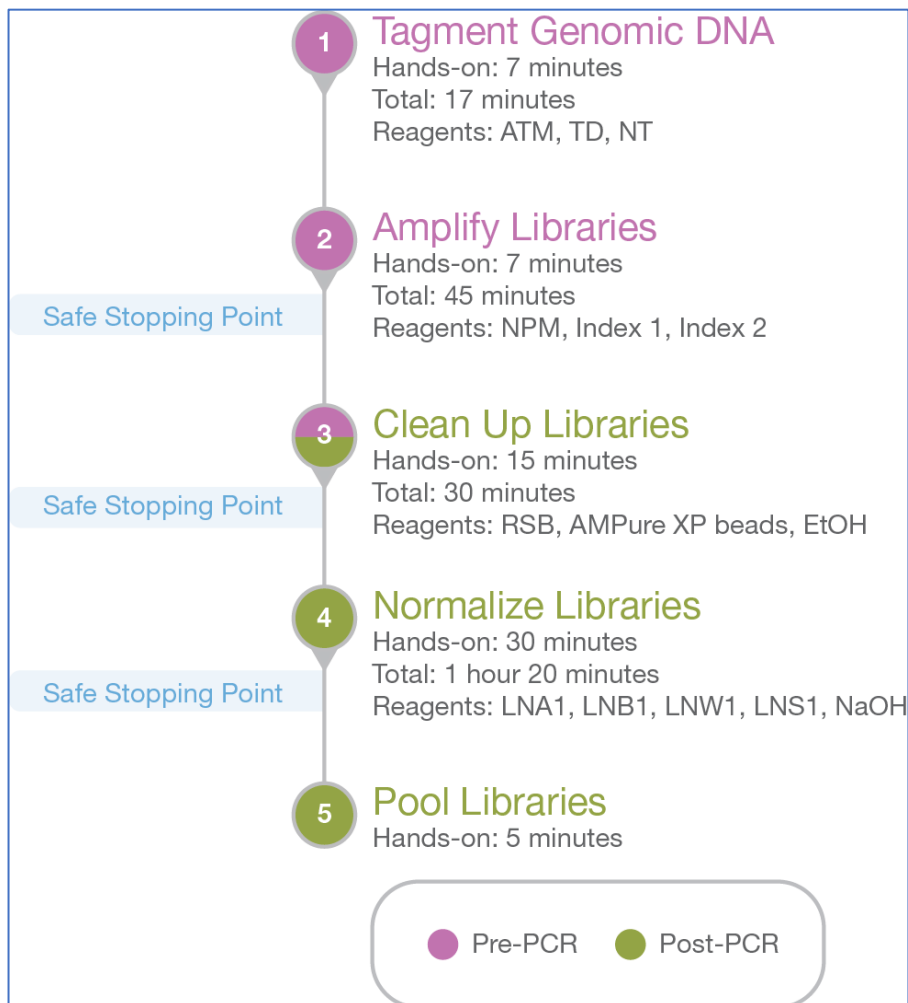 1
Tagment Genomic DNA
Hands-on: 7 minutes
Total: 17 minutes
Reagents: ATM, TD, NT
2
Amplify Libraries
Hands-on: 7 minutes
Total: 45 minutes
Reagents: NPM, Index 1, Index 2
Safe Stopping Point
3
Clean Up Libraries
Hands-on: 15 minutes
Total: 30 minutes
Reagents: RSB, AMPure XP beads, EtOH
Safe Stopping Point
4
Normalize Libraries
Hands-on: 30 minutes
Total: 1 hour 20 minutes
Reagents: LNA1, LNB1, LNW1, LNS1, NaOH
Safe Stopping Point
5
Pool Libraries
Hands-on: 5 minutes
Pre-PCR
Post-PCR